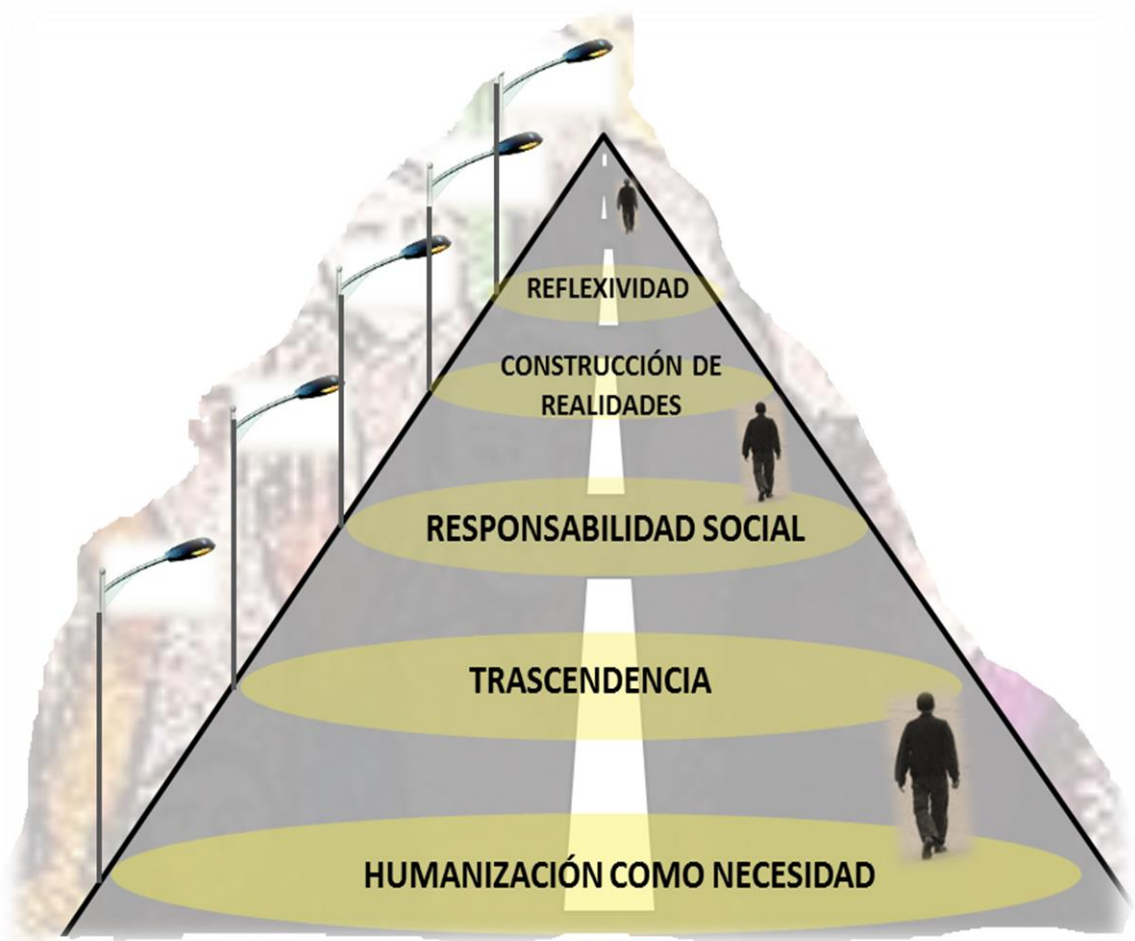 REFLEXIVIDAD
CONSTRUCCIÓN DE
REALIDADES
RESPONSABILIDAD SOCIAL
TRASCENDENCIA
HUMANIZACIÓN COMO NECESIDAD